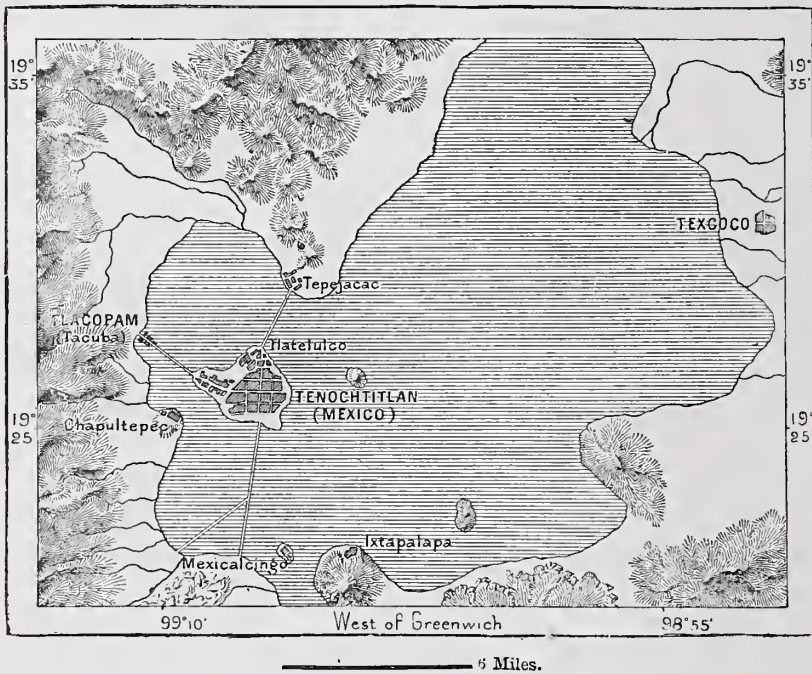 19°
35'
19°
35'
TEXCOCO
Tepejacac
TLACOPAM
(Tacuba)
Tlatelulco
TENOCHTITLAN
(MEXICO)
Chapultepec
19°
25'
19°
25'
Ixtapalapa
Mexicalcingo
99°10'
West of Greenwich
98°55'
6 Miles.